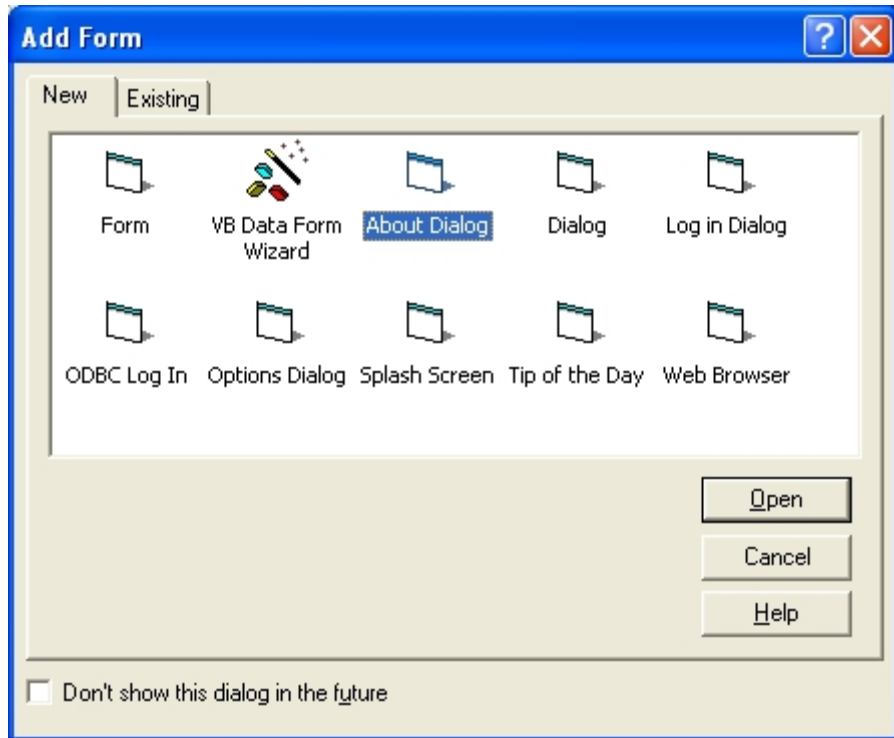 Add Form
New
Existing
Form
VB Data Form
Wizard
About Dialog
Dialog
Log in Dialog
ODBC Log In
Options Dialog
Splash Screen
Tip of the Day
Web Browser
Open
Cancel
Help
Don't show this dialog in the future